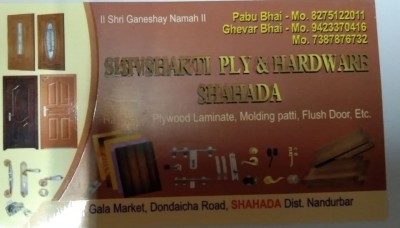 II Shri Ganeshay Namah II
Pabu Bhai - Mo. 8275122011
Ghevar Bhai - Mo. 9423370416
Mo. 7387876732
SHIVSHAKTI PLY & HARDWARE
SHAHADA
Plywood Laminate, Molding patti, Flush Door, Etc.
Gala Market, Dondaicha Road, SHAHADA Dist. Nandurbar